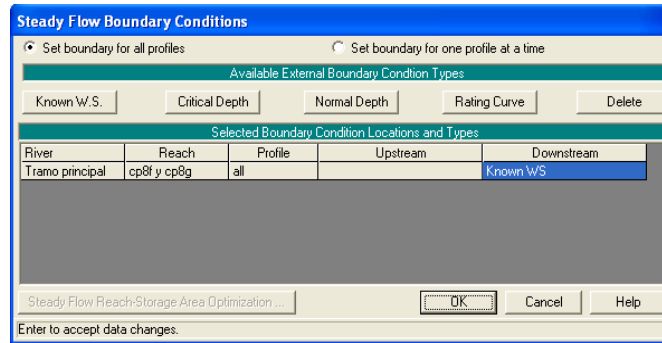 Steady Flow Boundary Conditions
Set boundary for all profiles Set boundary for one profile at a time
Available External Boundary Condtion Types
Known W.S. Critical Depth Normal Depth Rating Curve Delete
Selected Boundary Condition Locations and Types
River Reach Profile Upstream Downstream
Tramo principal cp8f y cp8g all Known WS
Steady Flow Reach-Storage Area Optimization ... OK Cancel Help
Enter to accept data changes.